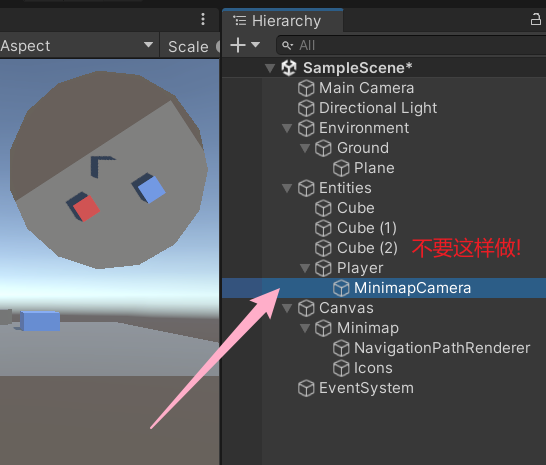 Hierarchy
Aspect
Scale
All
SampleScene*
Main Camera
Directional Light
Environment
Ground
Plane
Entities
Cube
Cube (1)
Cube (2) 不要这样做!
Player
MinimapCamera
Canvas
Minimap
NavigationPathRenderer
Icons
EventSystem